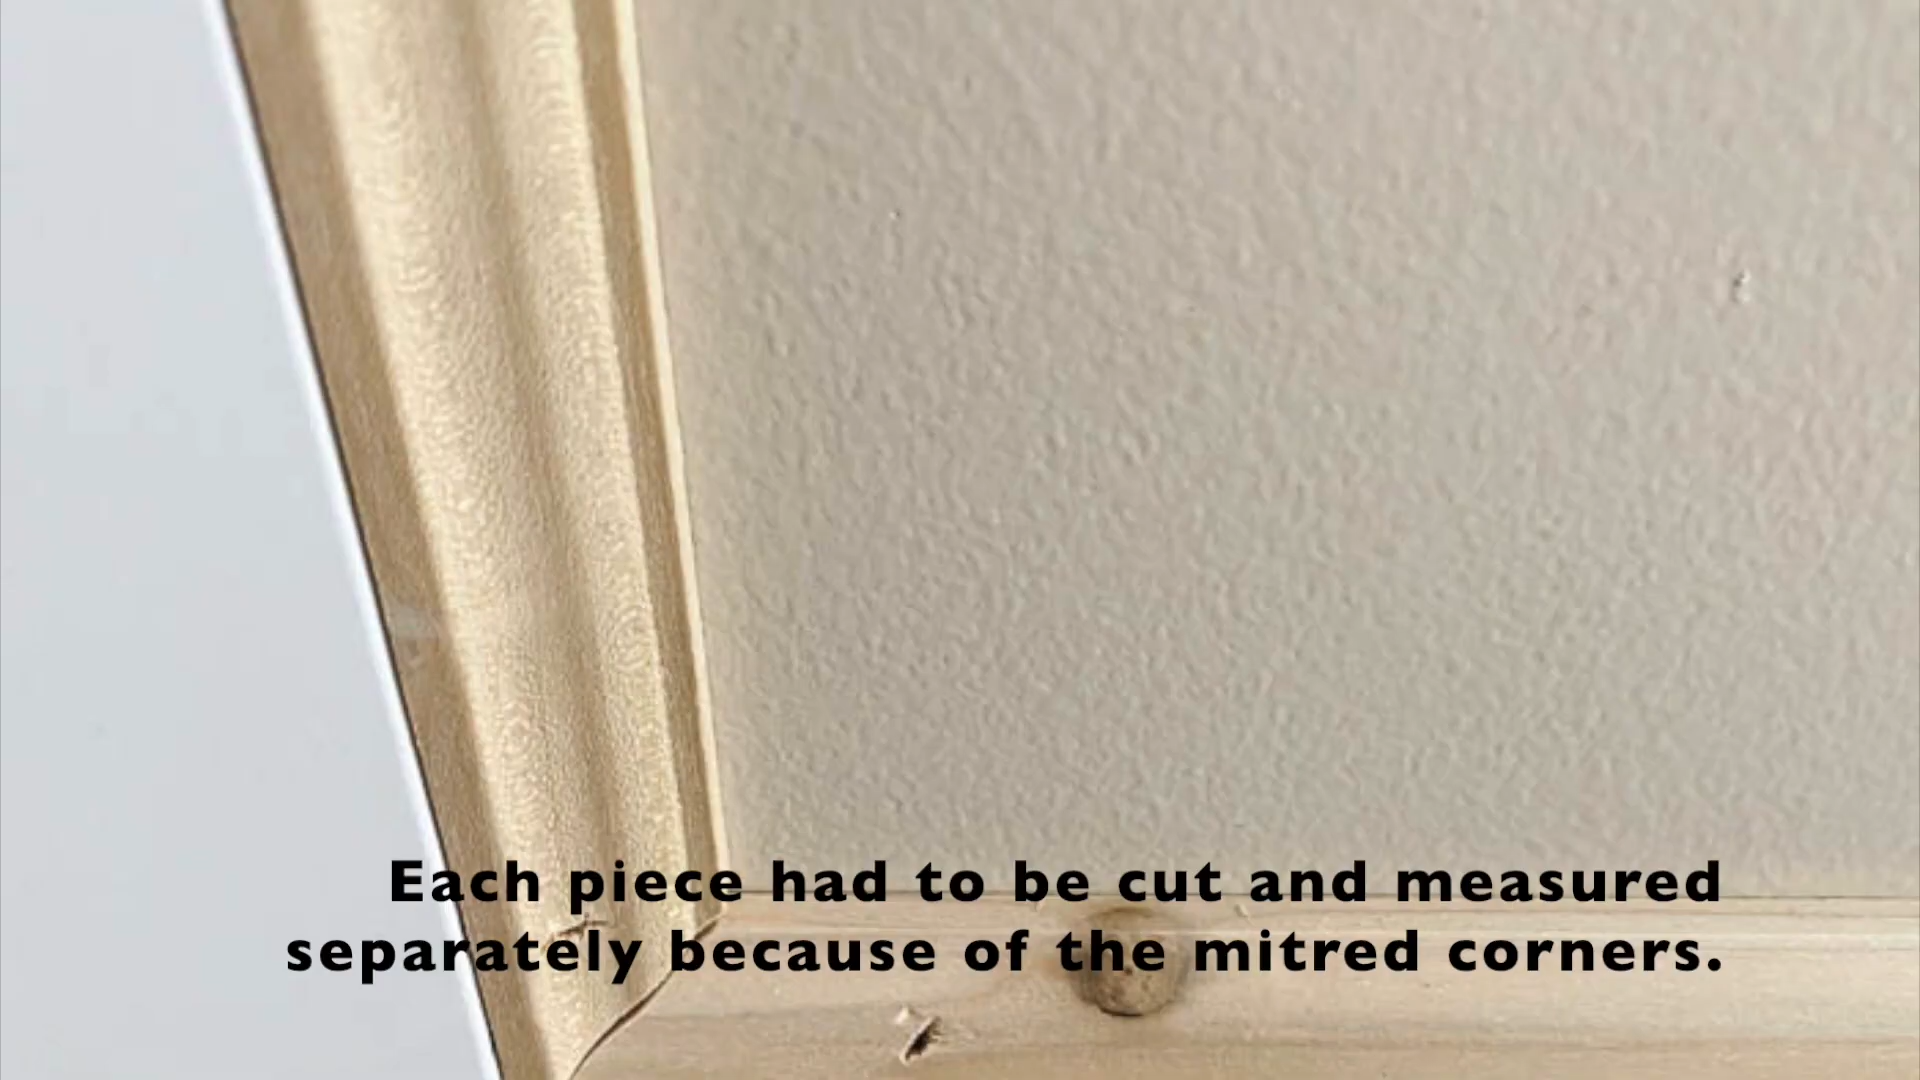 Each piece had to be cut and measured
separately because of the mitred corners.